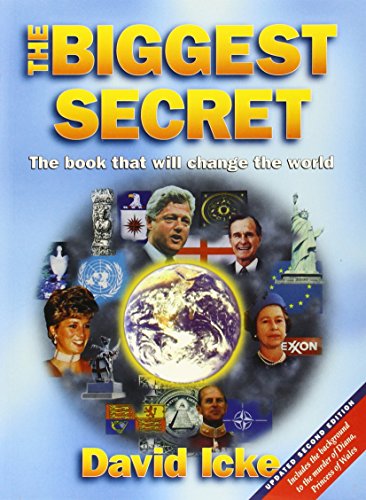 THE
BIGGEST
SECRET
The book that will change the world
EXXON
UPDATED SECOND EDITION
Includes the background
to the murder of Diana,
Princess of Wales
David Icke